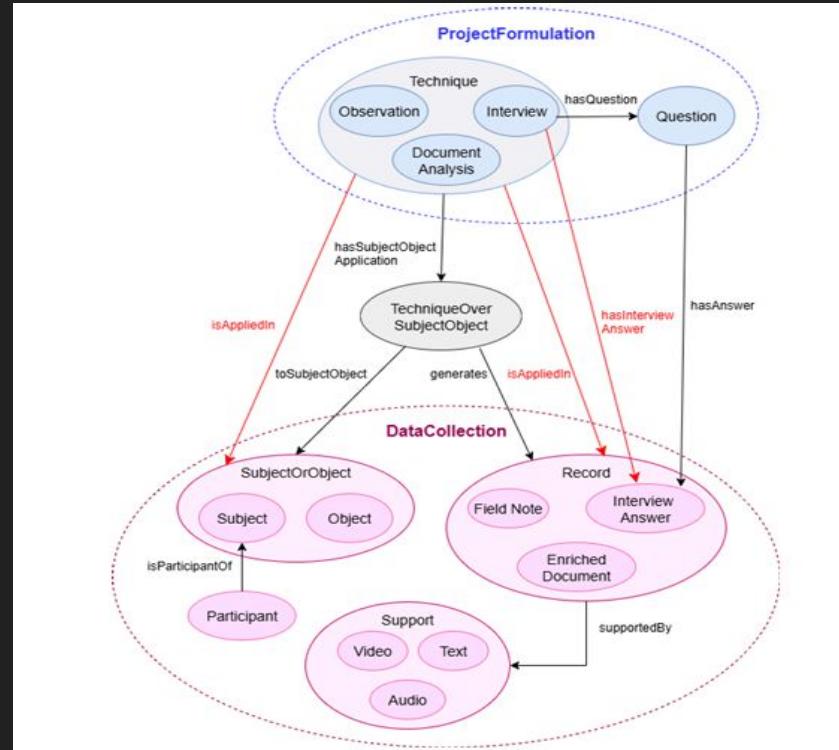 ProjectFormulation
Technique
Observation
Interview
hasQuestion
Question
Document
Analysis
hasSubjectObject
Application
TechniqueOver
SubjectObject
isAppliedIn
hasInterview
Answer
hasAnswer
toSubjectObject
generates
isAppliedIn
DataCollection
SubjectOrObject
Record
Subject
Object
Field Note
Interview
Answer
isParticipantOf
Enriched
Document
Participant
Support
supportedBy
Video
Text
Audio